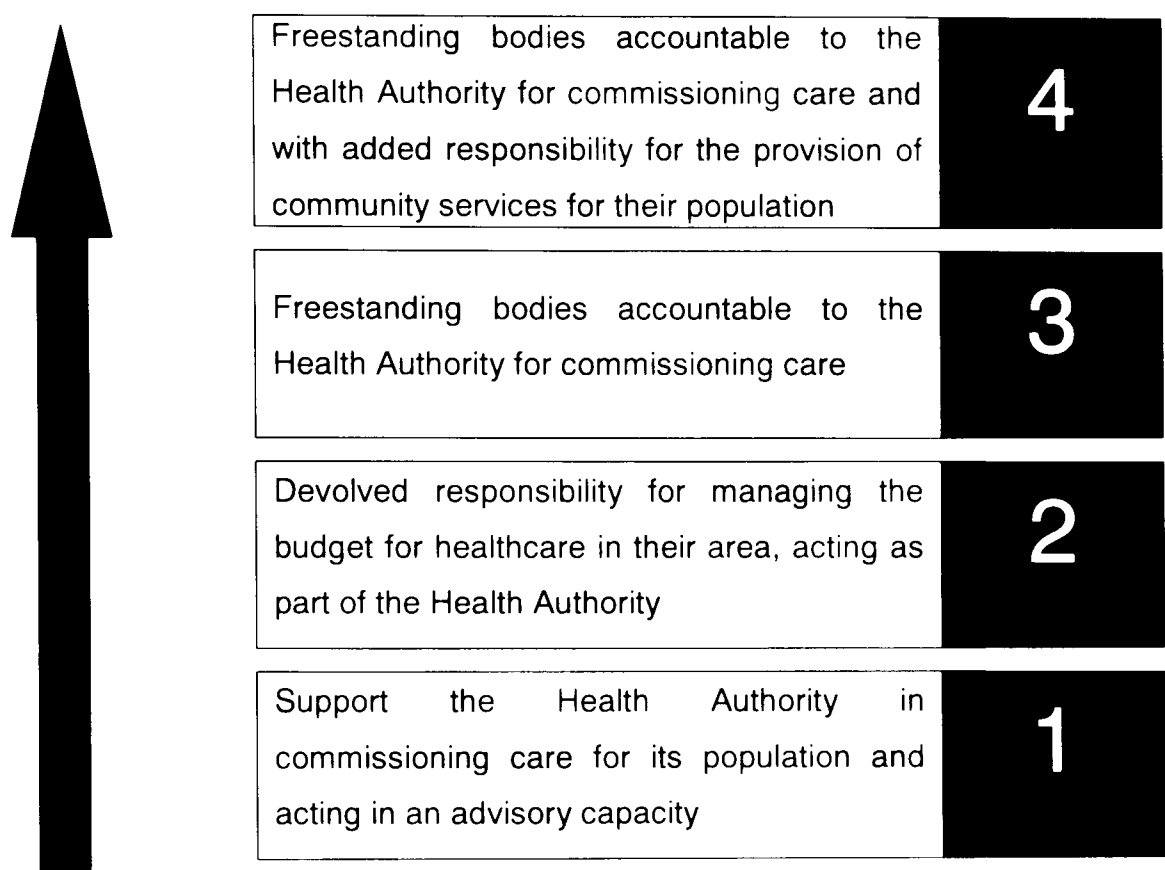 Freestanding bodies accountable to the
Health Authority for commissioning care and
with added responsibility for the provision of
community services for their population
4
Freestanding bodies accountable to the
Health Authority for commissioning care
3
Devolved responsibility for managing the
budget for healthcare in their area, acting as
part of the Health Authority
2
Support the Health Authority in
commissioning care for its population and
acting in an advisory capacity
1